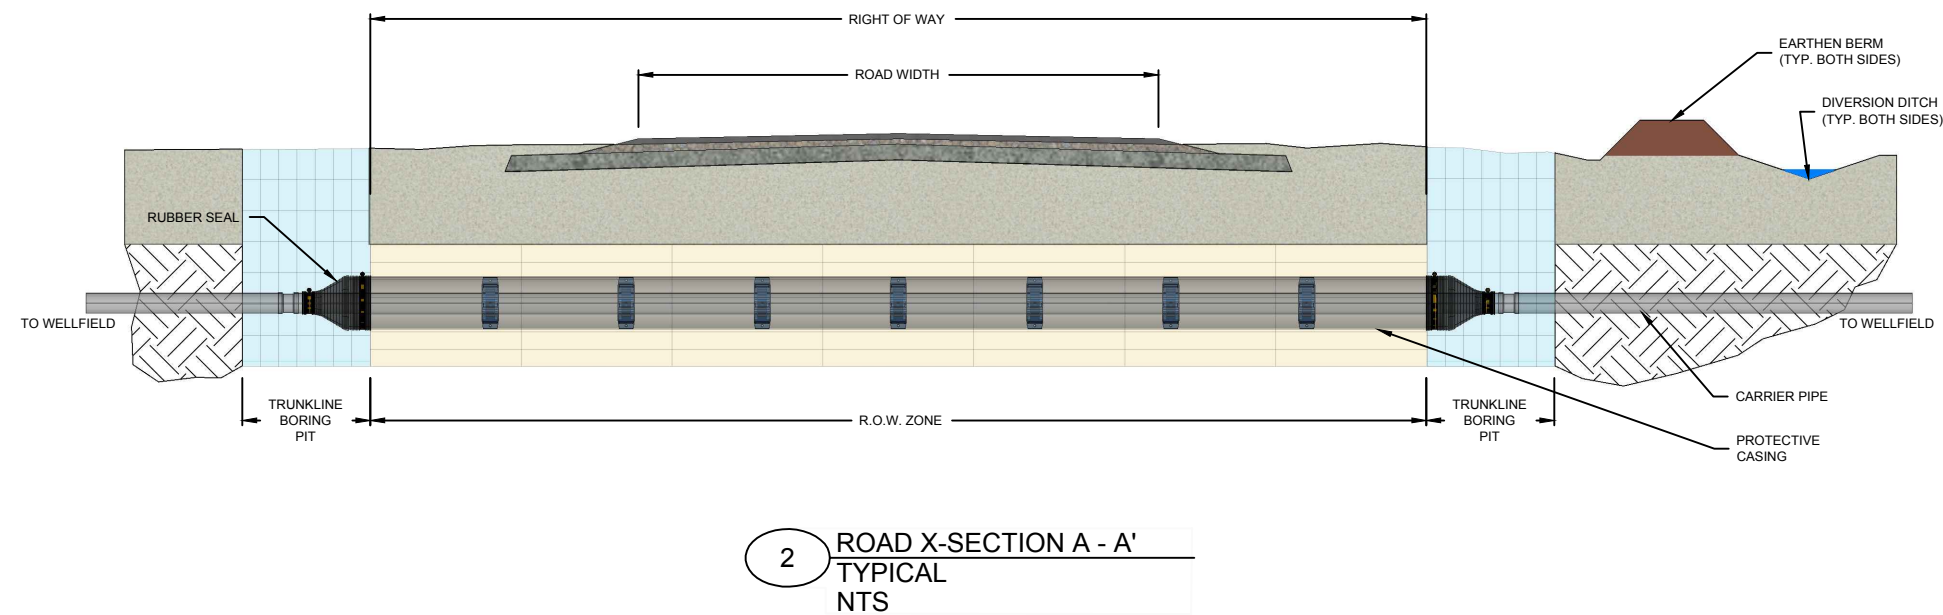 RIGHT OF WAY
ROAD WIDTH
EARTHEN BERM
(TYP. BOTH SIDES)
DIVERSION DITCH
(TYP. BOTH SIDES)
RUBBER SEAL
TO WELLFIELD
TO WELLFIELD
TRUNKLINE
BORING
PIT
R.O.W. ZONE
TRUNKLINE
BORING
PIT
CARRIER PIPE
PROTECTIVE
CASING
2
ROAD X-SECTION A - A'
TYPICAL
NTS